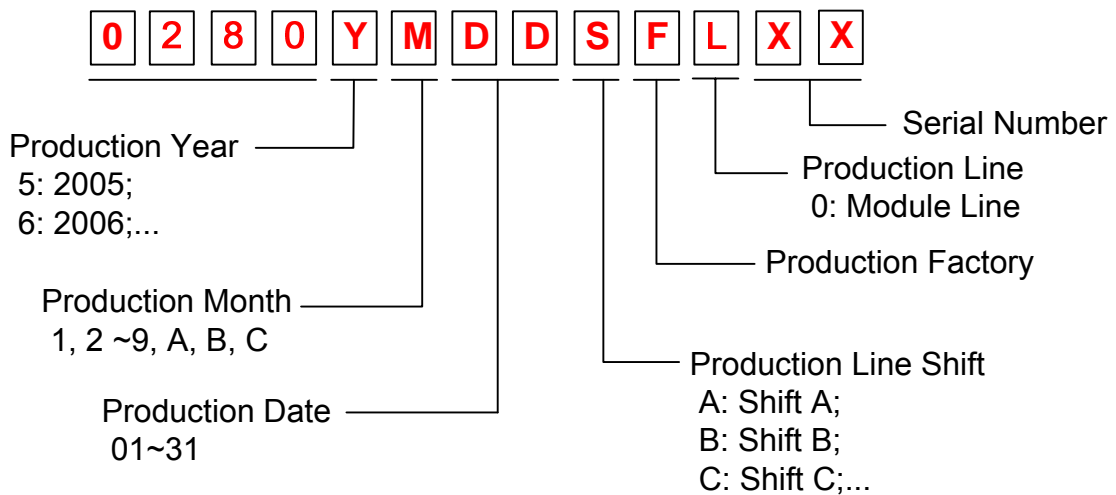 0 2 8 0 Y M D D S F L X X
Serial Number
Production Year
5: 2005;
6: 2006;...
Production Line
0: Module Line
Production Factory
Production Month
1, 2 ~9, A, B, C
Production Line Shift
A: Shift A;
B: Shift B;
C: Shift C;...
Production Date
01~31